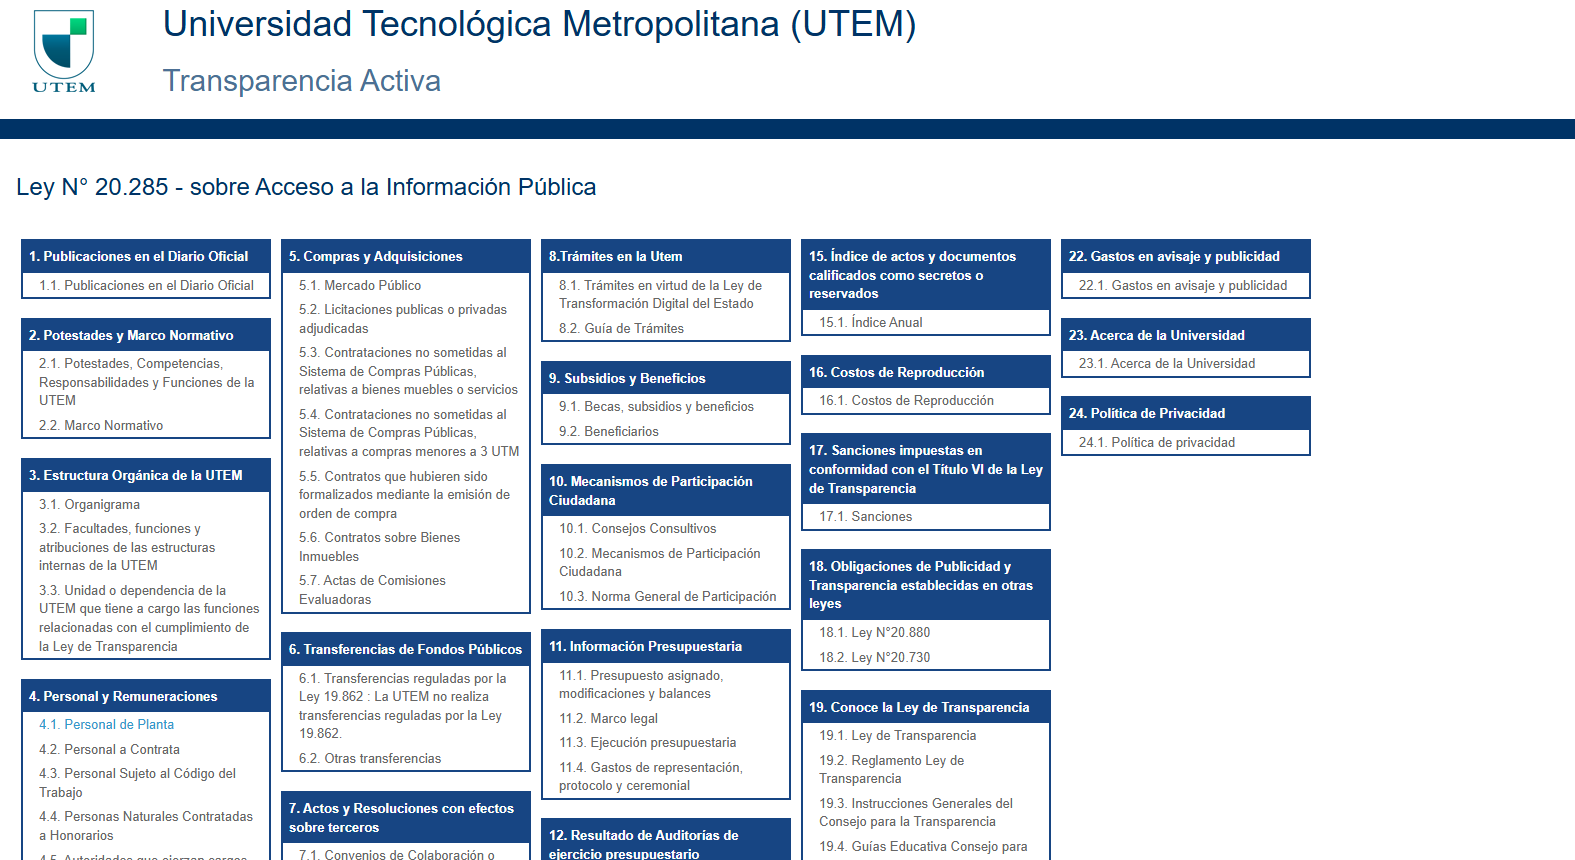 UTEM
Universidad Tecnológica Metropolitana (UTEM)
Transparencia Activa
Ley N° 20.285 - sobre Acceso a la Información Pública
1. Publicaciones en el Diario Oficial
1.1. Publicaciones en el Diario Oficial
2. Potestades y Marco Normativo
2.1. Potestades, Competencias,
Responsabilidades y Funciones de la
UTEM
2.2. Marco Normativo
3. Estructura Orgánica de la UTEM
3.1. Organigrama
3.2. Facultades, funciones y
atribuciones de las estructuras
internas de la UTEM
3.3. Unidad o dependencia de la
UTEM que tiene a cargo las funciones
relacionadas con el cumplimiento de
la Ley de Transparencia
4. Personal y Remuneraciones
4.1. Personal de Planta
4.2. Personal a Contrata
4.3. Personal Sujeto al Código del
Trabajo
4.4. Personas Naturales Contratadas
a Honorarios
4.5. Autoridades que ejerzan cargos
5. Compras y Adquisiciones
5.1. Mercado Público
5.2. Licitaciones publicas o privadas
adjudicadas
5.3. Contrataciones no sometidas al
Sistema de Compras Públicas,
relativas a bienes muebles o servicios
5.4. Contrataciones no sometidas al
Sistema de Compras Públicas,
relativas a compras menores a 3 UTM
5.5. Contratos que hubieren sido
formalizados mediante la emisión de
orden de compra
5.6. Contratos sobre Bienes
Inmuebles
5.7. Actas de Comisiones
Evaluadoras
6. Transferencias de Fondos Públicos
6.1. Transferencias reguladas por la
Ley 19.862 : La UTEM no realiza
transferencias reguladas por la Ley
19.862.
6.2. Otras transferencias
7. Actos y Resoluciones con efectos
sobre terceros
7.1. Convenios de Colaboración o
8.Trámites en la Utem
8.1. Trámites en virtud de la Ley de
Transformación Digital del Estado
8.2. Guía de Trámites
9. Subsidios y Beneficios
9.1. Becas, subsidios y beneficios
9.2. Beneficiarios
10. Mecanismos de Participación
Ciudadana
10.1. Consejos Consultivos
10.2. Mecanismos de Participación
Ciudadana
10.3. Norma General de Participación
11. Información Presupuestaria
11.1. Presupuesto asignado,
modificaciones y balances
11.2. Marco legal
11.3. Ejecución presupuestaria
11.4. Gastos de representación,
protocolo y ceremonial
12. Resultado de Auditorías de
ejercicio presupuestario
15. Índice de actos y documentos
calificados como secretos o
reservados
15.1. Índice Anual
16. Costos de Reproducción
16.1. Costos de Reproducción
17. Sanciones impuestas en
conformidad con el Título VI de la Ley
de Transparencia
17.1. Sanciones
18. Obligaciones de Publicidad y
Transparencia establecidas en otras
leyes
18.1. Ley N°20.880
18.2. Ley N°20.730
19. Conoce la Ley de Transparencia
19.1. Ley de Transparencia
19.2. Reglamento Ley de
Transparencia
19.3. Instrucciones Generales del
Consejo para la Transparencia
19.4. Guías Educativa Consejo para
22. Gastos en avisaje y publicidad
22.1. Gastos en avisaje y publicidad
23. Acerca de la Universidad
23.1. Acerca de la Universidad
24. Política de Privacidad
24.1. Política de privacidad